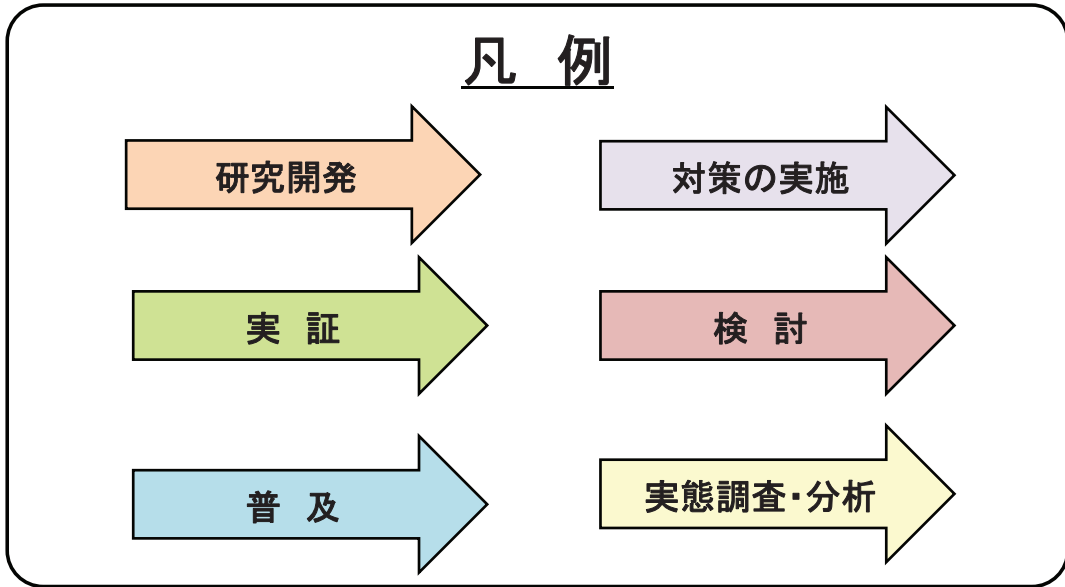 凡 例
研究開発
対策の実施
実 証
検 討
普 及
実態調査・分析